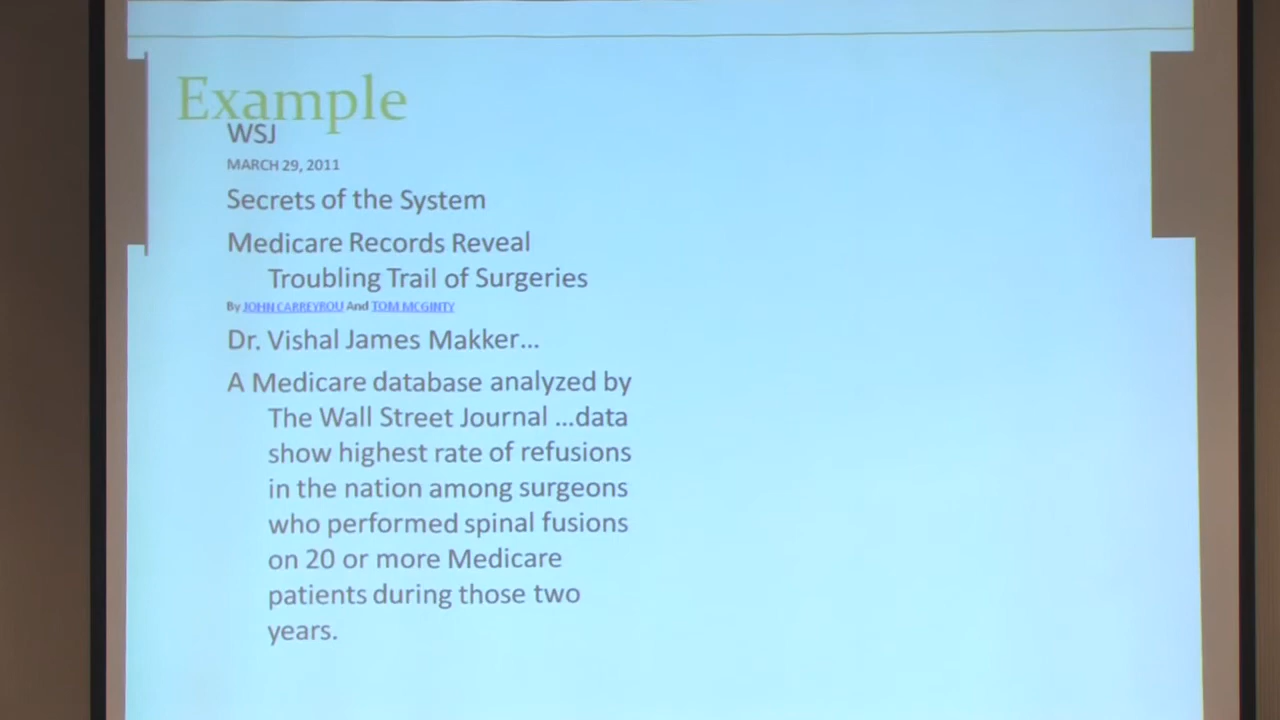 Example
WSJ
MARCH 29, 2011
Secrets of the System
Medicare Records Reveal
Troubling Trail of Surgeries
By JOHN CARREYROU And TOM MCGINTY
Dr. Vishal James Makker...
A Medicare database analyzed by
The Wall Street Journal ...data
show highest rate of refusions
in the nation among surgeons
who performed spinal fusions
on 20 or more Medicare
patients during those two
years.